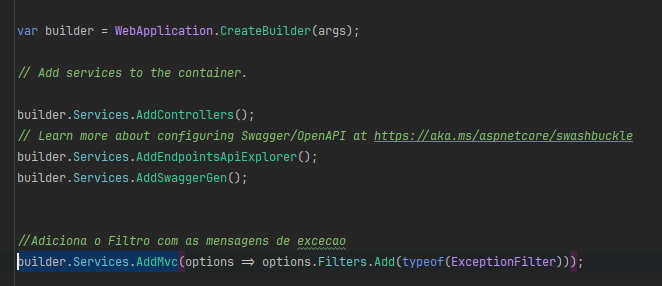 var builder = WebApplication.CreateBuilder(args);
// Add services to the container.
builder.Services.AddControllers();
// Learn more about configuring Swagger/OpenAPI at https://aka.ms/aspnetcore/swashbuckle
builder.Services.AddEndpointsApiExplorer();
builder.Services.AddSwaggerGen();
//Adiciona o Filtro com as mensagens de excecao
builder.Services.AddMvc(options => options.Filters.Add(typeof(ExceptionFilter)));